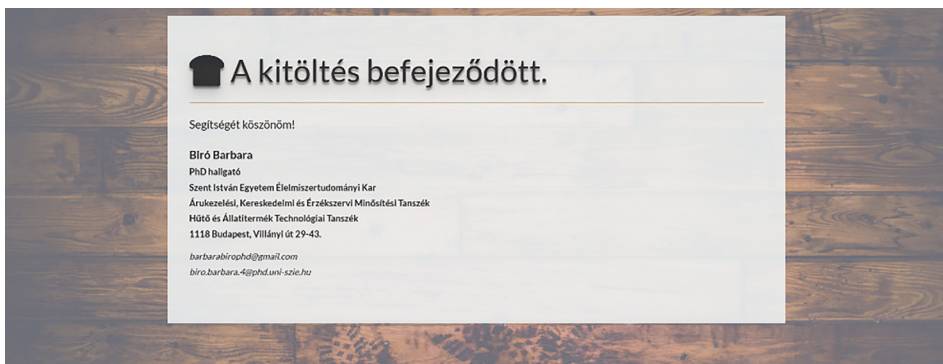 A kitöltés befejeződött.
Segítségét köszönöm!
Bíró Barbara
PhD hallgató
Szent István Egyetem Élelmiszertudományi Kar
Árukezelési, Kereskedelmi és Érzékszervi Minősítési Tanszék
Hűtő és Állatitermék Technológiai Tanszék
1118 Budapest, Villányi út 29-43.
barbarabirophd@gmail.com
biro.barbara.4@phd.uni-szie.hu